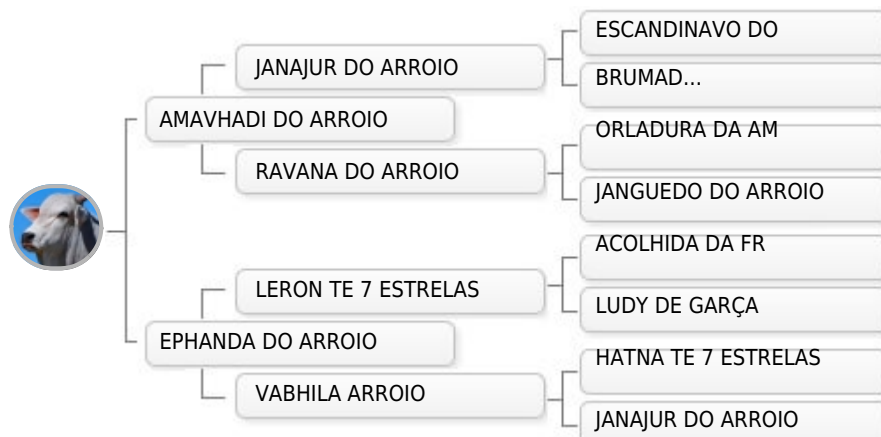 ESCANDINAVO DO
JANAJUR DO ARROIO
BRUMAD...
AMAVHADI DO ARROIO
ORLADURA DA AM
RAVANA DO ARROIO
JANGUEDO DO ARROIO
ACOLHIDA DA FR
LERON TE 7 ESTRELAS
LUDY DE GARÇA
EPHANDA DO ARROIO
HATNA TE 7 ESTRELAS
VABHILA ARROIO
JANAJUR DO ARROIO